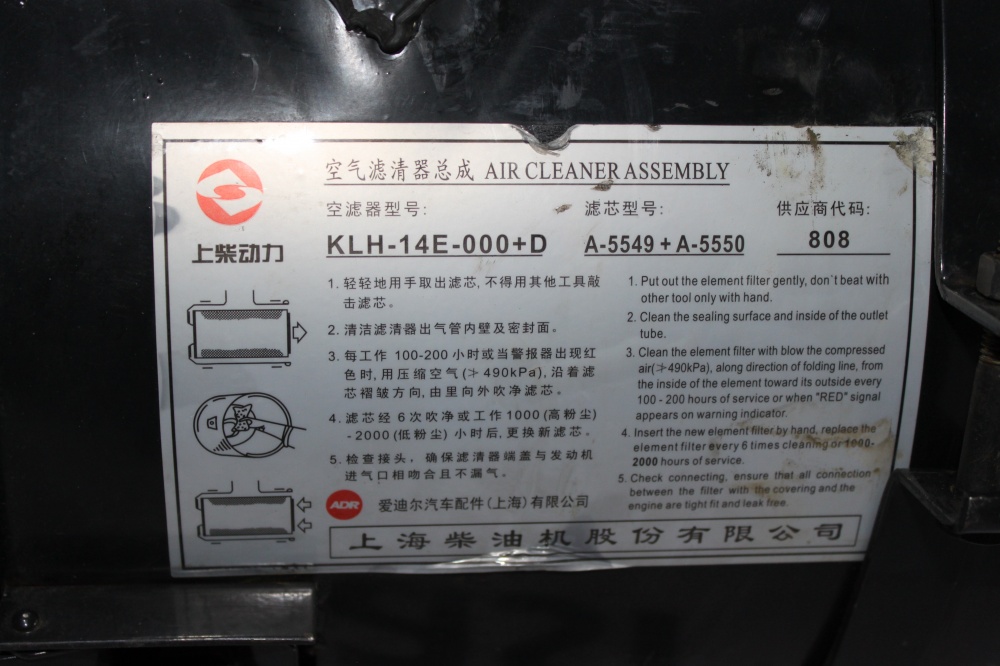 空气滤清器总成 AIR CLEANER ASSEMBLY
空滤器型号:
滤芯型号:
供应商代码:
KLH-14E-000+D
A-5549 + A-5550
808
上柴动力
1. 轻轻地用手取出滤芯,不得用其他工具敲
击滤芯。
2. 清洁滤清器出气管内壁及密封面。
3. 每工作 100-200 小时或当警报器出现红
色时,用压缩空气(≯490kPa),沿着滤
芯褶皱方向,由里向外吹净滤芯。
4. 滤芯经 6次吹净或工作1000(高粉尘)
-2000(低粉尘) 小时后,更换新滤芯。
5. 检查接头, 确保滤清器端盖与发动机
进气口相吻合且不漏气。
1. Put out the element filter gently, don`t beat with
other tool only with hand.
2. Clean the sealing surface and inside of the outlet
tube.
3. Clean the element filter with blow the compressed
air(≯490kPa), along direction of folding line, from
the inside of the element toward its outside every
100 - 200 hours of service or when "RED" signal
appears on warning indicator.
4. Insert the new element filter by hand, replace the
element filter every 6 times cleaning or 1000-
2000 hours of service.
5. Check connecting, ensure that all connection
between the filter with the covering and the
engine are tight fit and leak free.
ADR 爱迪尔汽车配件(上海)有限公司
上海柴油机股份有限公司